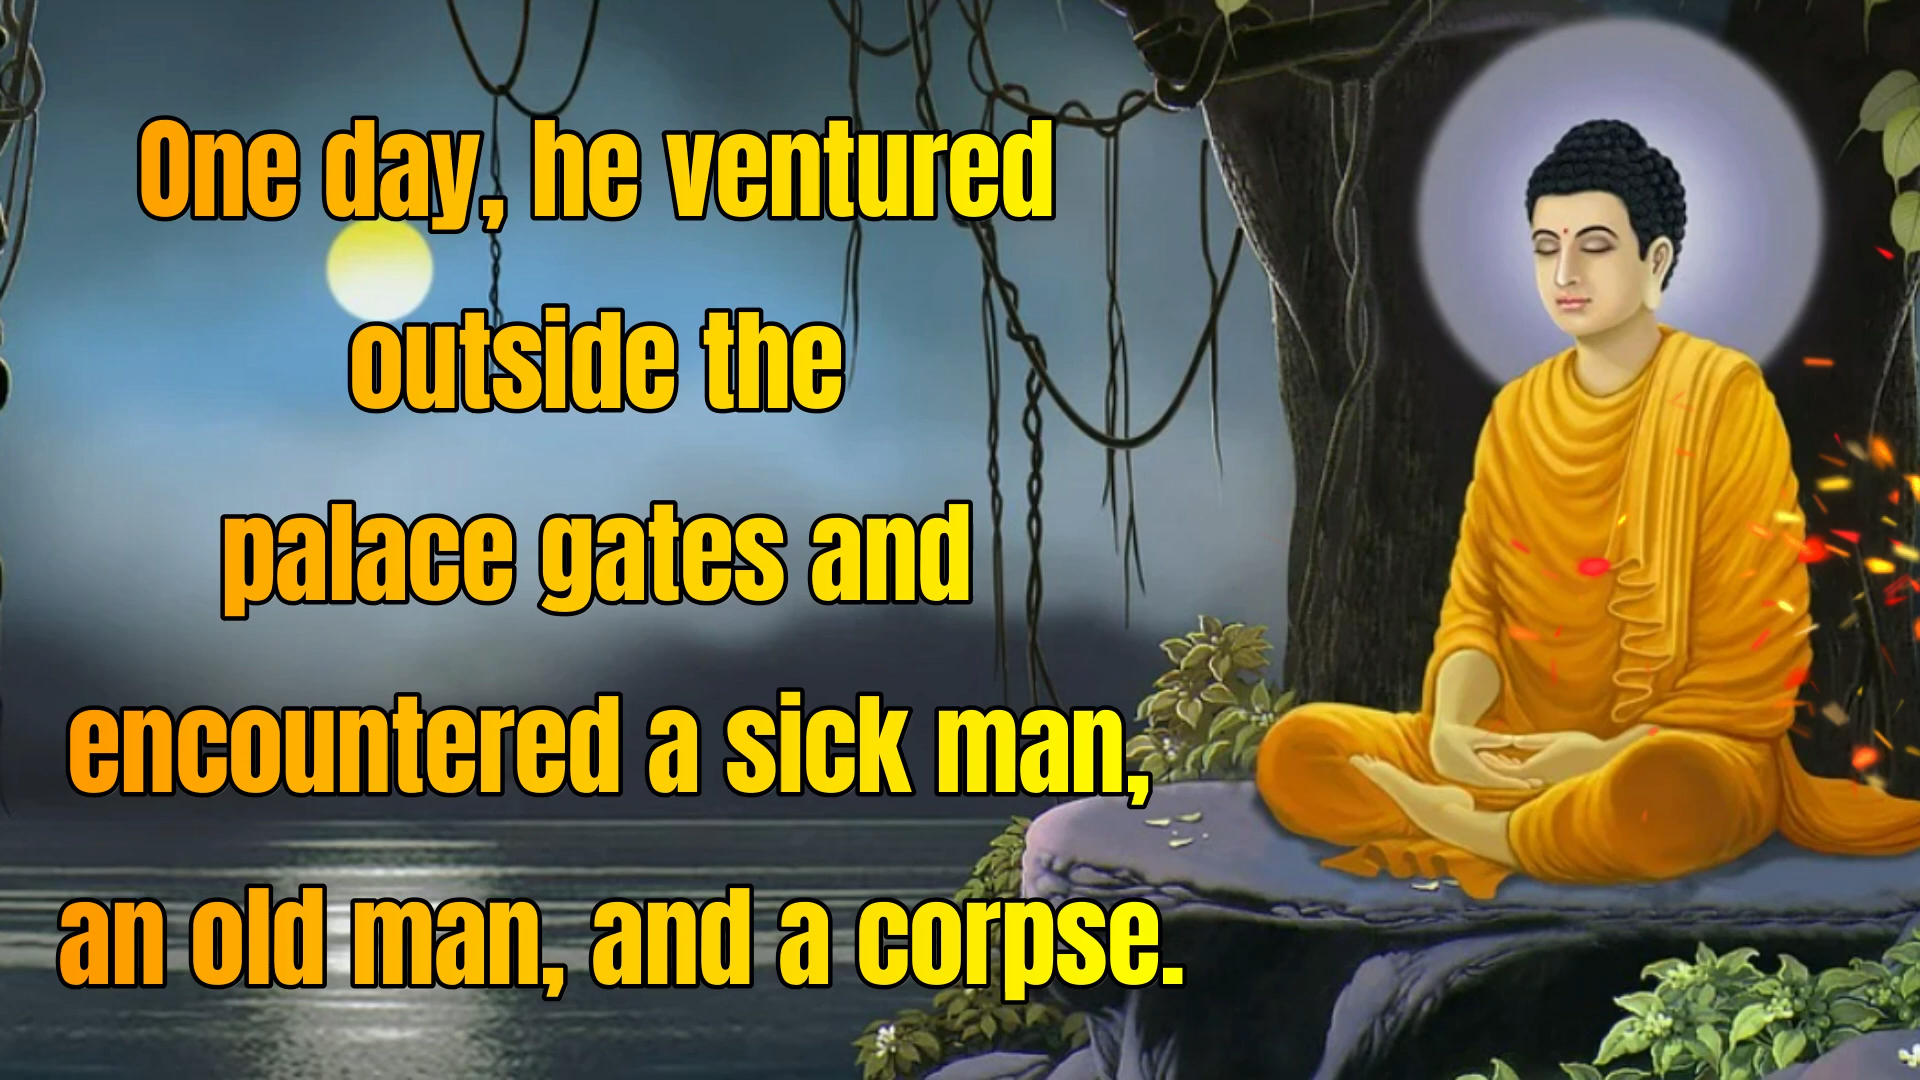 One day, he ventured
outside the
palace gates and
encountered a sick man,
an old man, and a corpse.